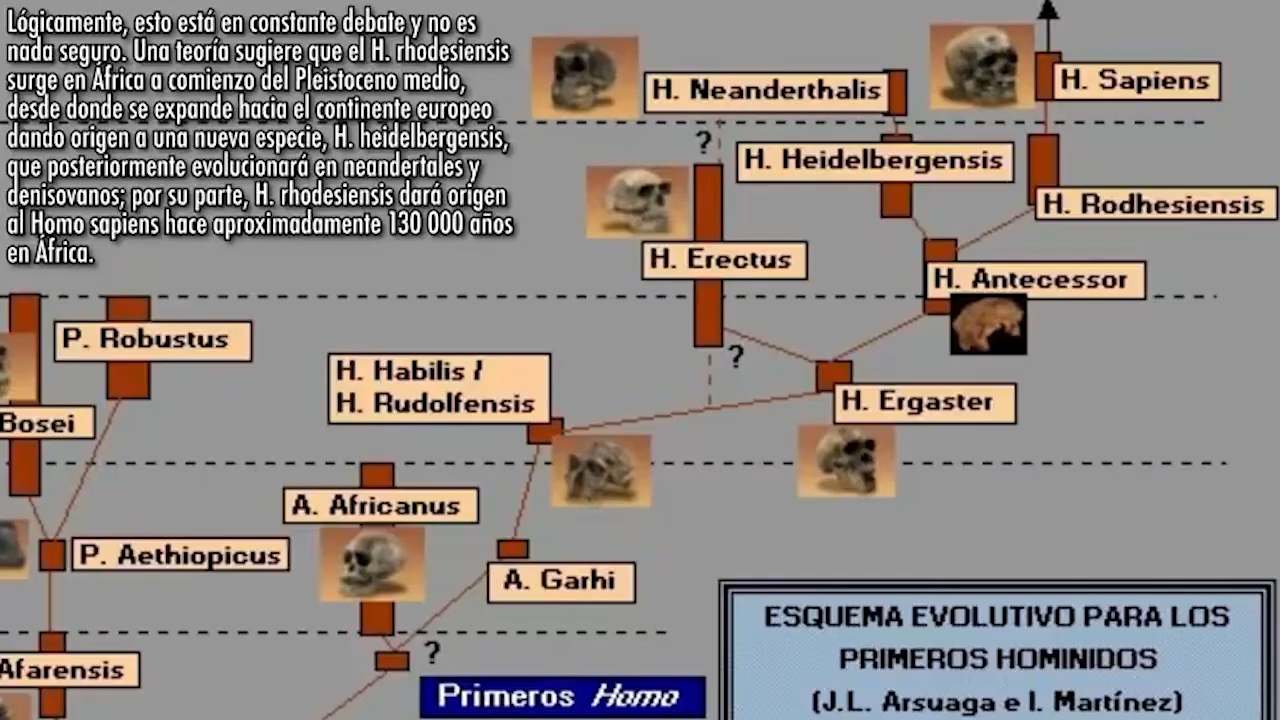 Lógicamente, esto está en constante debate y no es
nada seguro. Una teoría sugiere que el H. rhodesiensis
surge en África a comienzo del Pleistoceno medio,
desde donde se expande hacia el continente europeo
dando origen a una nueva especie, H. heidelbergensis,
que posteriormente evolucionará en neandertales y
denisovanos; por su parte, H. rhodesiensis dará origen
al Homo sapiens hace aproximadamente 130 000 años
en África.
H. Neanderthalis
H. Sapiens
?
H. Heidelbergensis
H. Rodhesiensis
H. Erectus
H. Antecessor
P. Robustus
?
H. Habilis /
H. Rudolfensis
H. Ergaster
Bosei
A. Africanus
P. Aethiopicus
A. Garhi
?
Afarensis
Primeros Homo
ESQUEMA EVOLUTIVO PARA LOS
PRIMEROS HOMINIDOS
(J.L. Arsuaga e I. Martínez)